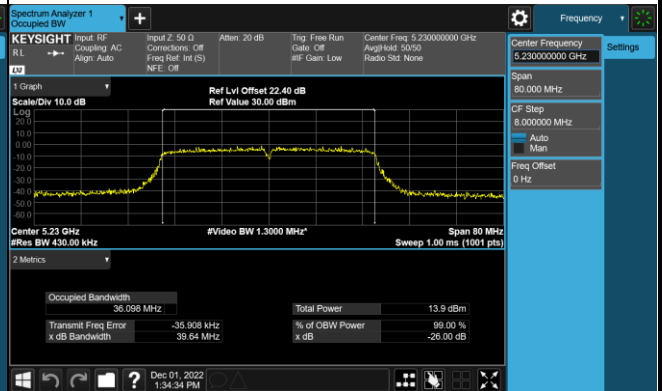 Spectrum Analyzer 1
Occupied BW
+
Frequency
KEYSIGHT Input: RF
RL
Coupling: AC
Align: Auto
LXI
Input Z: 50 Ω
Corrections: Off
Freq Ref: Int (S)
NFE: Off
Atten: 20 dB
Trig: Free Run
Gate: Off
#IF Gain: Low
Center Freq: 5.230000000 GHz
Avg|Hold: 50/50
Radio Std: None
Center Frequency
5.230000000 GHz
Settings
Span
80.000 MHz
CF Step
8.000000 MHz
Auto
Man
Freq Offset
0 Hz
1 Graph
Scale/Div 10.0 dB
Ref Lvl Offset 22.40 dB
Ref Value 30.00 dBm
Log
20.0
10.0
0.00
-10.0
-20.0
-30.0
-40.0
-50.0
-60.0
Center 5.23 GHz
#Video BW 1.3000 MHz*
Span 80 MHz
#Res BW 430.00 kHz
Sweep 1.00 ms (1001 pts)
2 Metrics
Occupied Bandwidth
36.098 MHz
Total Power 13.9 dBm
Transmit Freq Error -35.908 kHz
% of OBW Power 99.00 %
x dB Bandwidth 39.64 MHz
x dB -26.00 dB
?
Dec 01, 2022
1:34:34 PM